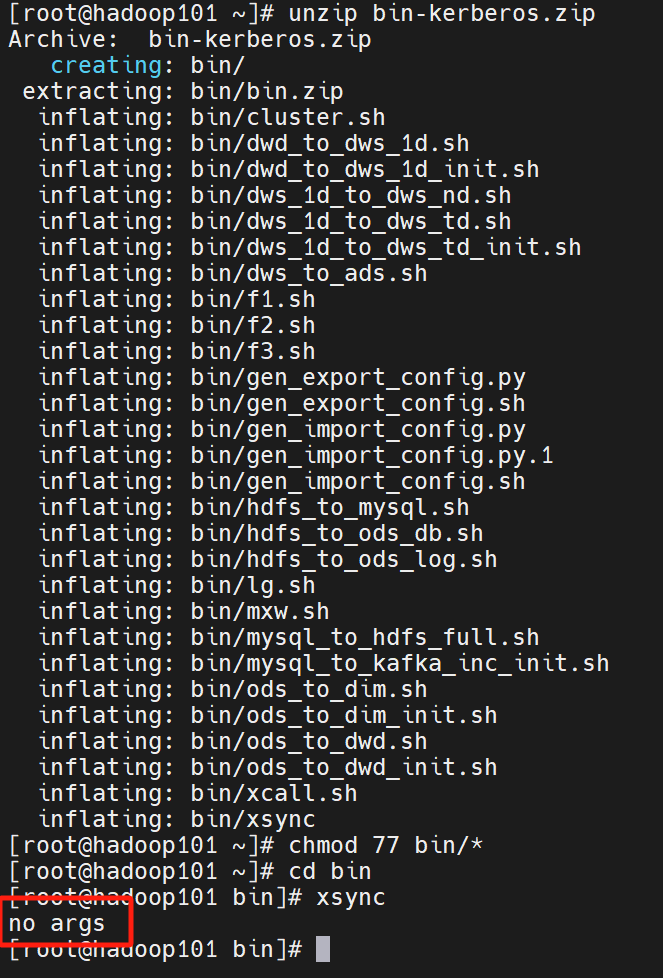 [root@hadoop101 ~]# unzip bin-kerberos.zip
Archive:  bin-kerberos.zip
   creating: bin/
 extracting: bin/bin.zip
  inflating: bin/cluster.sh
  inflating: bin/dwd_to_dws_1d.sh
  inflating: bin/dwd_to_dws_1d_init.sh
  inflating: bin/dws_1d_to_dws_nd.sh
  inflating: bin/dws_1d_to_dws_td.sh
  inflating: bin/dws_1d_to_dws_td_init.sh
  inflating: bin/dws_to_ads.sh
  inflating: bin/f1.sh
  inflating: bin/f2.sh
  inflating: bin/f3.sh
  inflating: bin/gen_export_config.py
  inflating: bin/gen_export_config.sh
  inflating: bin/gen_import_config.py
  inflating: bin/gen_import_config.py.1
  inflating: bin/gen_import_config.sh
  inflating: bin/hdfs_to_mysql.sh
  inflating: bin/hdfs_to_ods_db.sh
  inflating: bin/hdfs_to_ods_log.sh
  inflating: bin/lg.sh
  inflating: bin/mxw.sh
  inflating: bin/mysql_to_hdfs_full.sh
  inflating: bin/mysql_to_kafka_inc_init.sh
  inflating: bin/ods_to_dim.sh
  inflating: bin/ods_to_dim_init.sh
  inflating: bin/ods_to_dwd.sh
  inflating: bin/ods_to_dwd_init.sh
  inflating: bin/xcall.sh
  inflating: bin/xsync
[root@hadoop101 ~]# chmod 77 bin/*
[root@hadoop101 ~]# cd bin
[root@hadoop101 bin]# xsync
no args
[root@hadoop101 bin]#